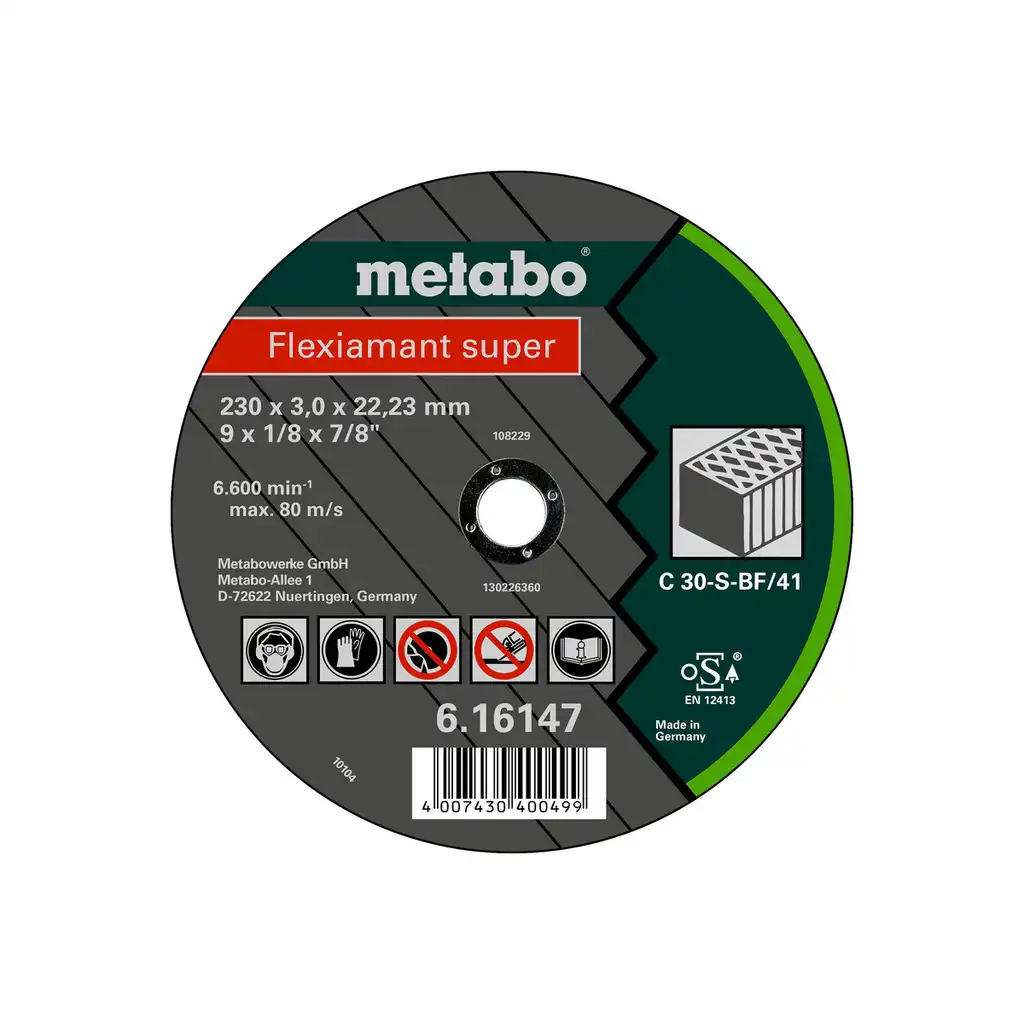 metabo®
Flexiamant super
230 x 3,0 x 22,23 mm
9 x 1/8 x 7/8"
108229
6.600 min⁻¹
max. 80 m/s
Metabowerke GmbH
Metabo-Allee 1
D-72622 Nuertingen, Germany
130226360
C 30-S-BF/41
oSA®
EN 12413
Made in
Germany
6.16147
10104
4 007430 400499